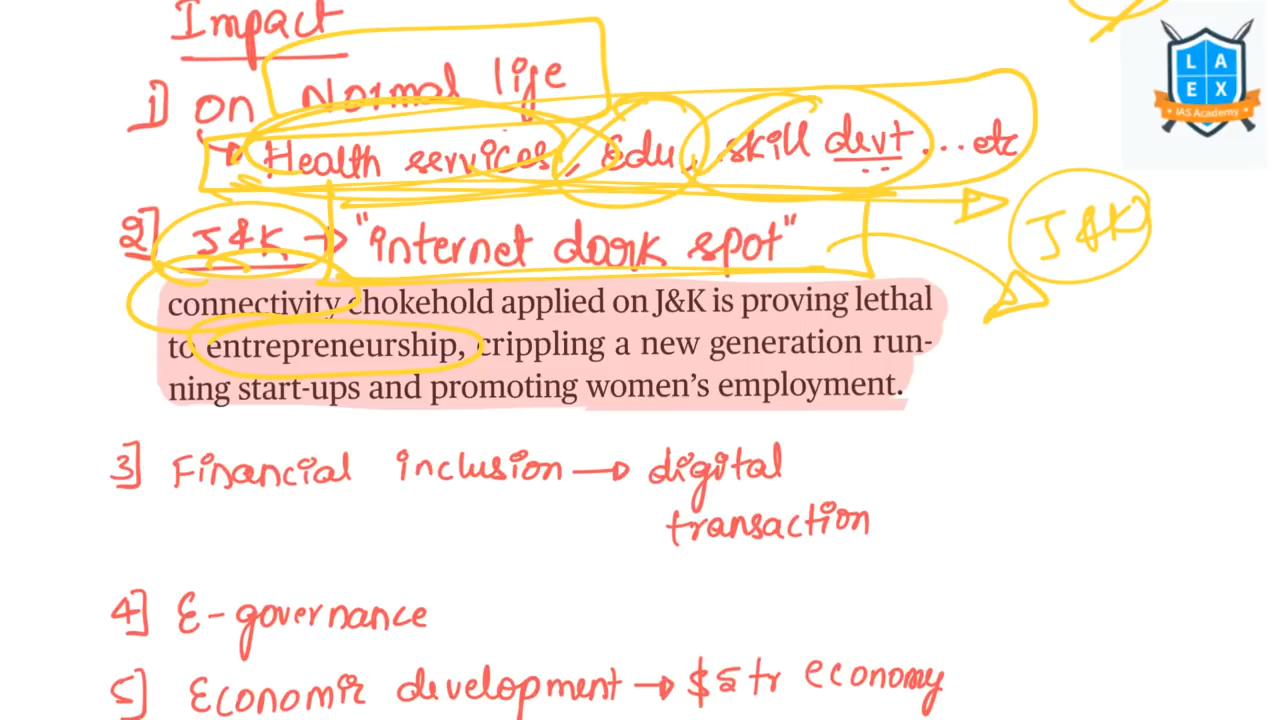 Impact
1] on Normal life
Health services, Edu, skill devt ... etc
2] J&K → "internet dark spot"
J&K
connectivity chokehold applied on J&K is proving lethal
to entrepreneurship, crippling a new generation run-
ning start-ups and promoting women's employment.
3] Financial inclusion → digital
transaction
4] E-governance
5] Economic development → $5 tr economy
L A
E X
IAS Academy